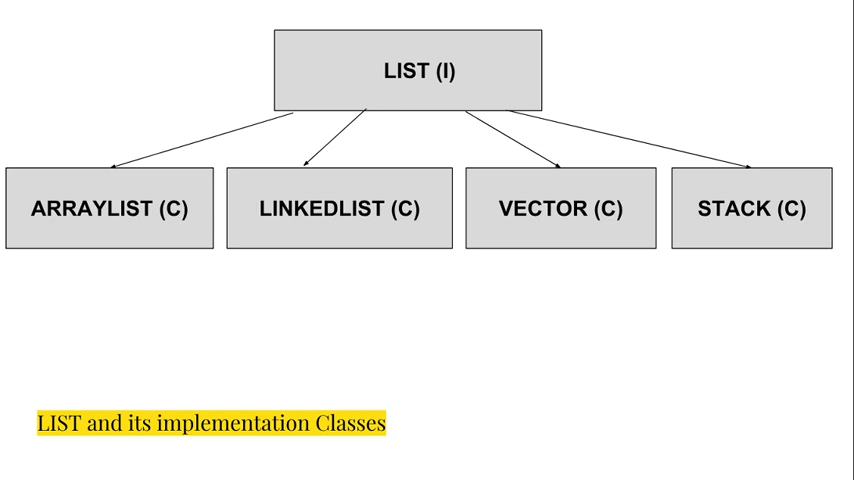 LIST (I)
ARRAYLIST (C)
LINKEDLIST (C)
VECTOR (C)
STACK (C)
LIST and its implementation Classes